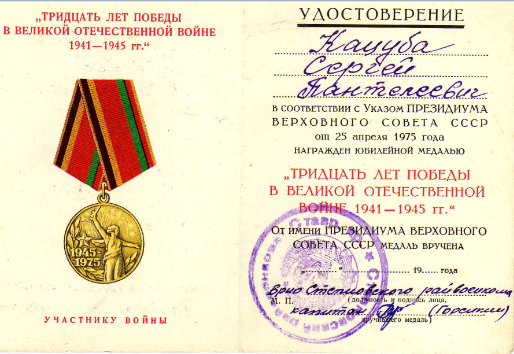 „ТРИДЦАТЬ ЛЕТ ПОБЕДЫ
В ВЕЛИКОЙ ОТЕЧЕСТВЕННОЙ ВОЙНЕ
1941—1945 гг.“
1945
1975
УЧАСТНИКУ ВОЙНЫ
УДОСТОВЕРЕНИЕ
Кацуба
Сергей
Пантелеевич
В СООТВЕТСТВИИ С УКАЗОМ ПРЕЗИДИУМА
ВЕРХОВНОГО СОВЕТА СССР
от 25 апреля 1975 года
НАГРАЖДЕН ЮБИЛЕЙНОЙ МЕДАЛЬЮ
„ТРИДЦАТЬ ЛЕТ ПОБЕДЫ
В ВЕЛИКОЙ ОТЕЧЕСТВЕННОЙ
ВОЙНЕ 1941—1945 гг.“
От имени ПРЕЗИДИУМА ВЕРХОВНОГО
СОВЕТА СССР МЕДАЛЬ ВРУЧЕНА
19 года
Врио Степновского райвоенкома
М. П. (должность и подпись лица,
капитан
вручившего медаль)